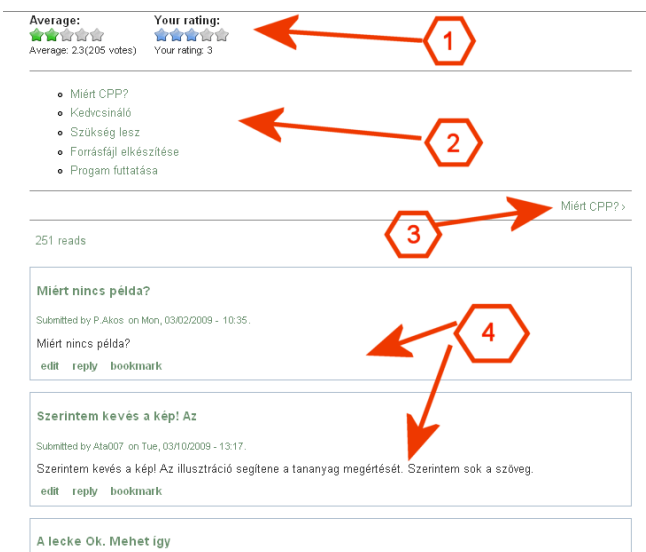 Average: Your rating:
Average: 2.3(205 votes) Your rating: 3
1
Miért CPP?
Kedvcsináló
Szükség lesz
Forrásfájl elkészítése
Progam futtatása
2
Miért CPP? ›
3
251 reads
Miért nincs példa?
Submitted by P.Akos on Mon, 03/02/2009 - 10:35.
Miért nincs példa?
edit reply bookmark
4
Szerintem kevés a kép! Az
Submitted by Ata007 on Tue, 03/10/2009 - 13:17.
Szerintem kevés a kép! Az illusztráció segítene a tananyag megértését. Szerintem sok a szöveg.
edit reply bookmark
A lecke Ok. Mehet így